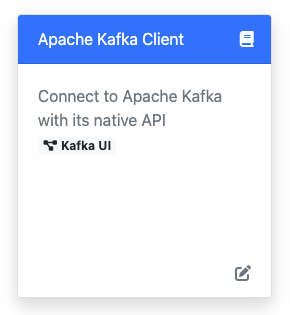 Apache Kafka Client
Connect to Apache Kafka
with its native API
Kafka UI